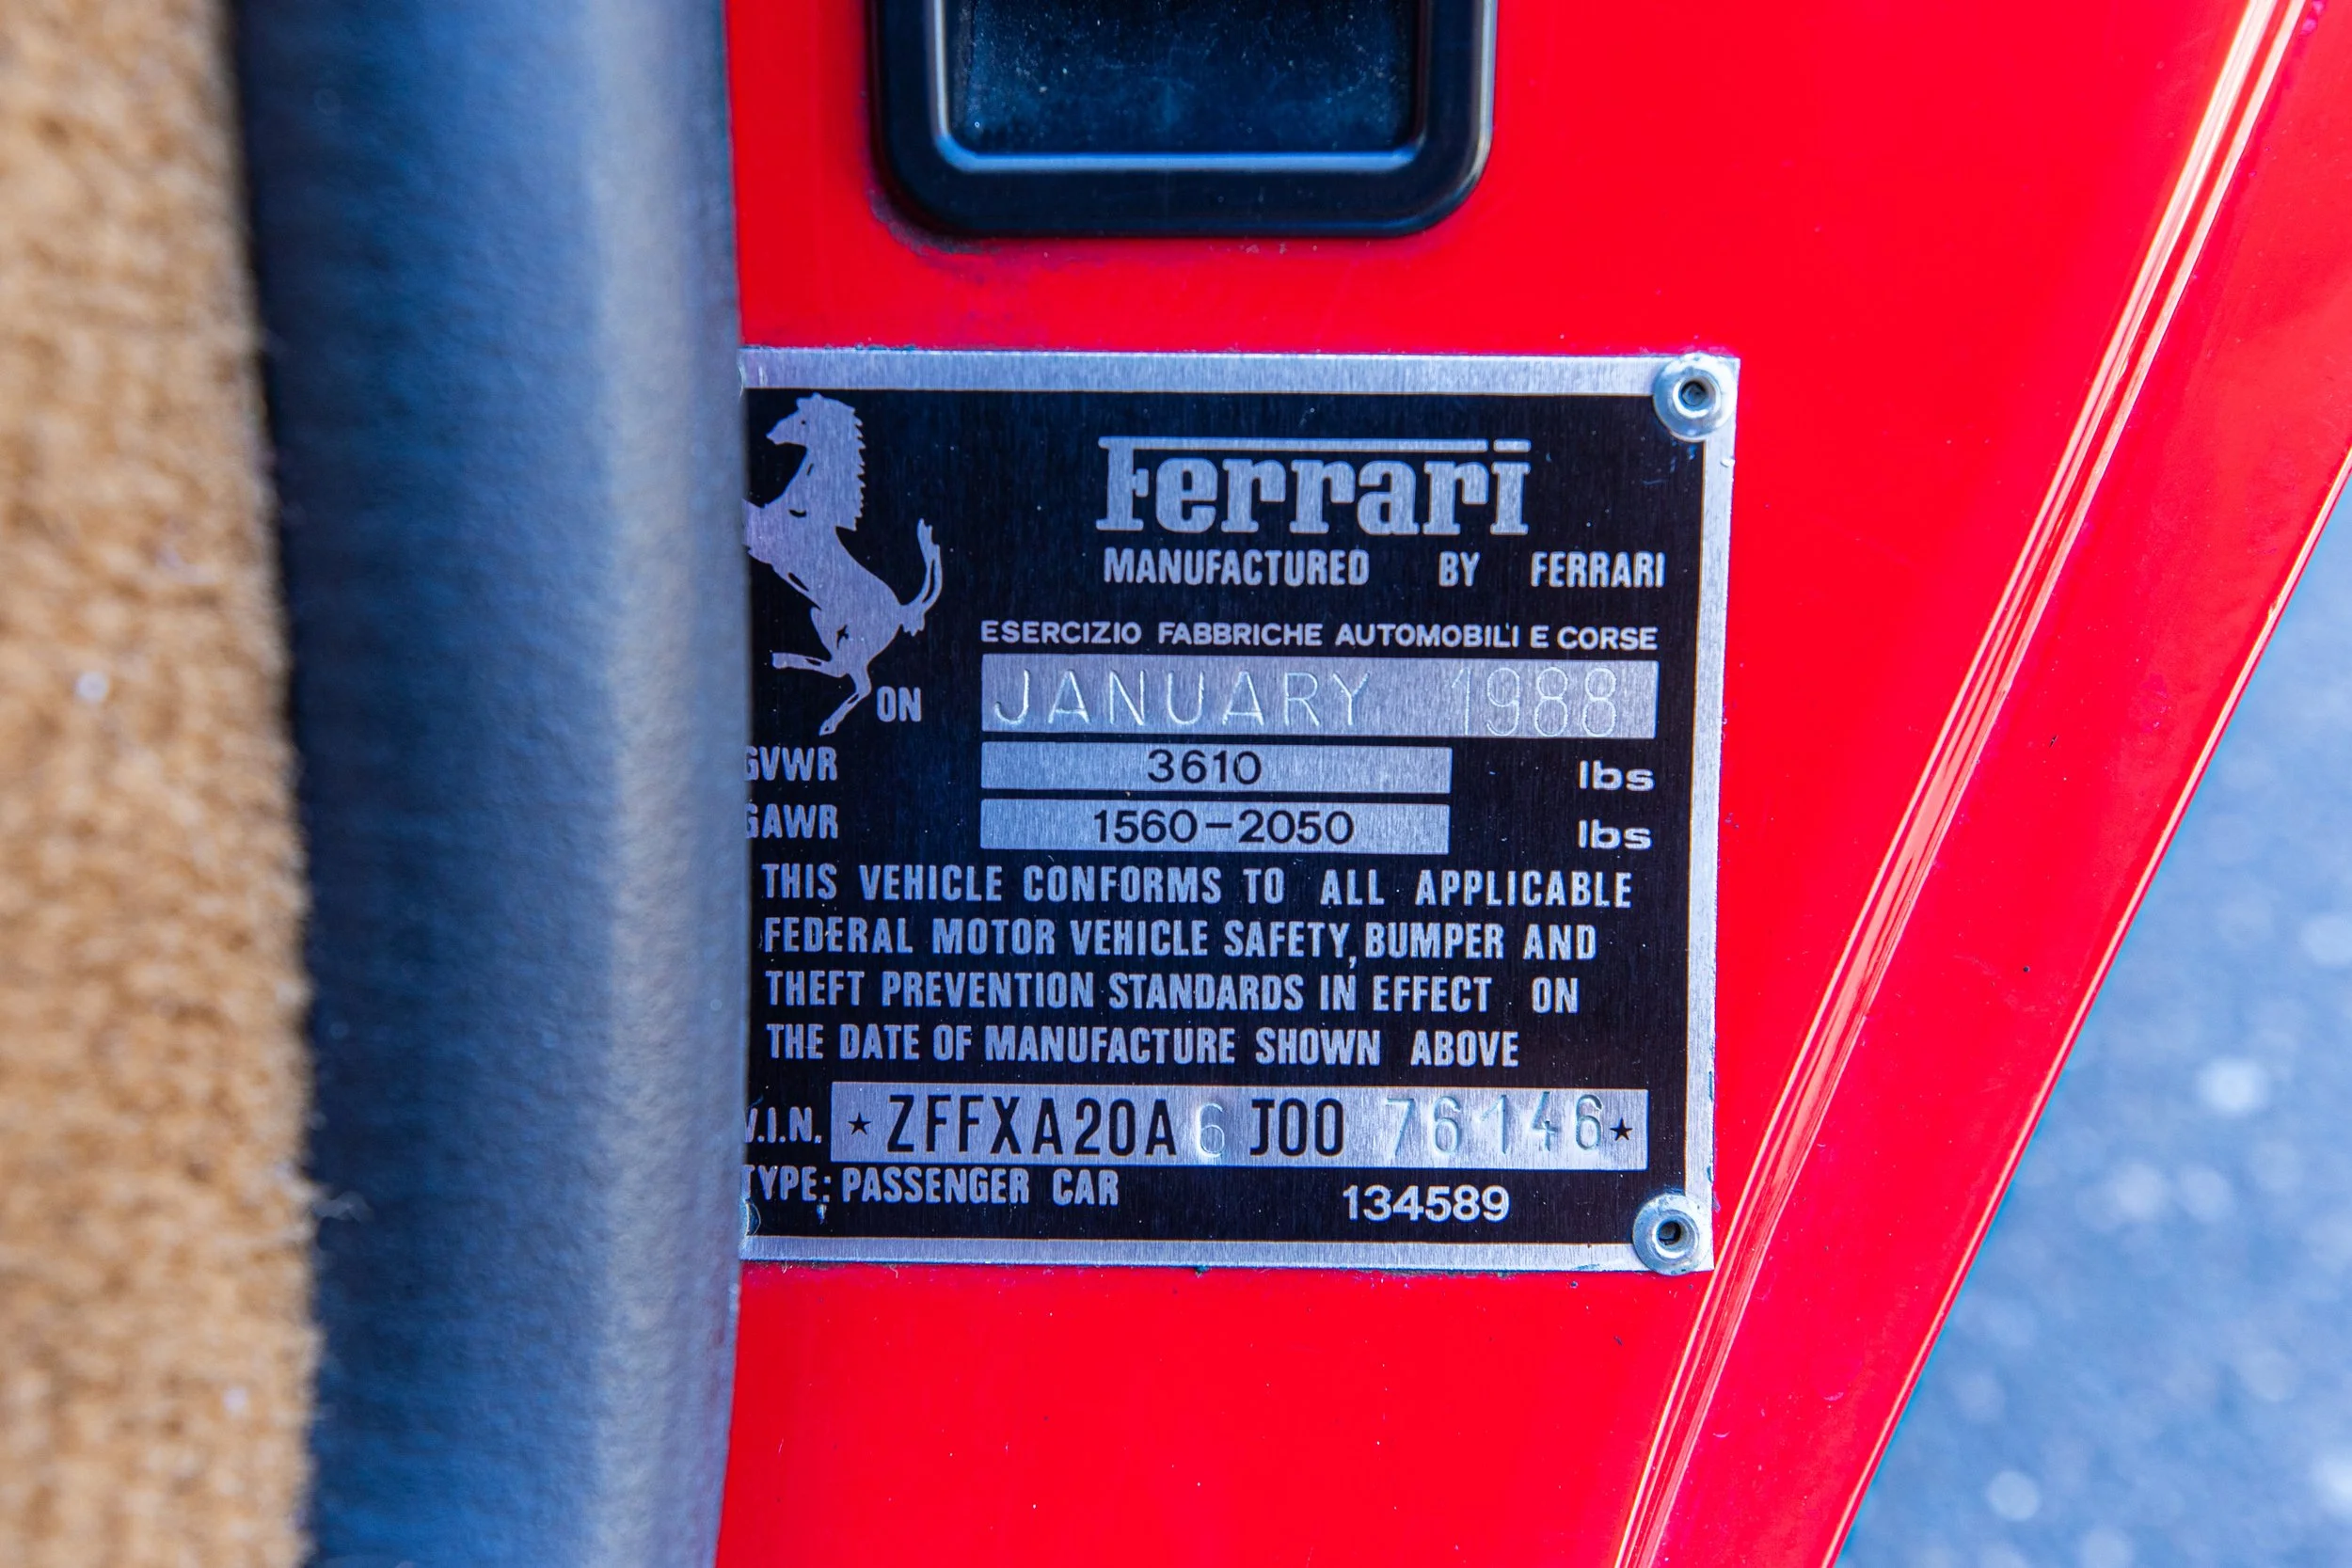 Ferrari
MANUFACTURED BY FERRARI
ESERCIZIO FABBRICHE AUTOMOBILI E CORSE
ON JANUARY 1988
GVWR 3610 lbs
GAWR 1560-2050 lbs
THIS VEHICLE CONFORMS TO ALL APPLICABLE
FEDERAL MOTOR VEHICLE SAFETY, BUMPER AND
THEFT PREVENTION STANDARDS IN EFFECT ON
THE DATE OF MANUFACTURE SHOWN ABOVE
V.I.N. ★ ZFFXA20A6J0076146 ★
TYPE: PASSENGER CAR 134589